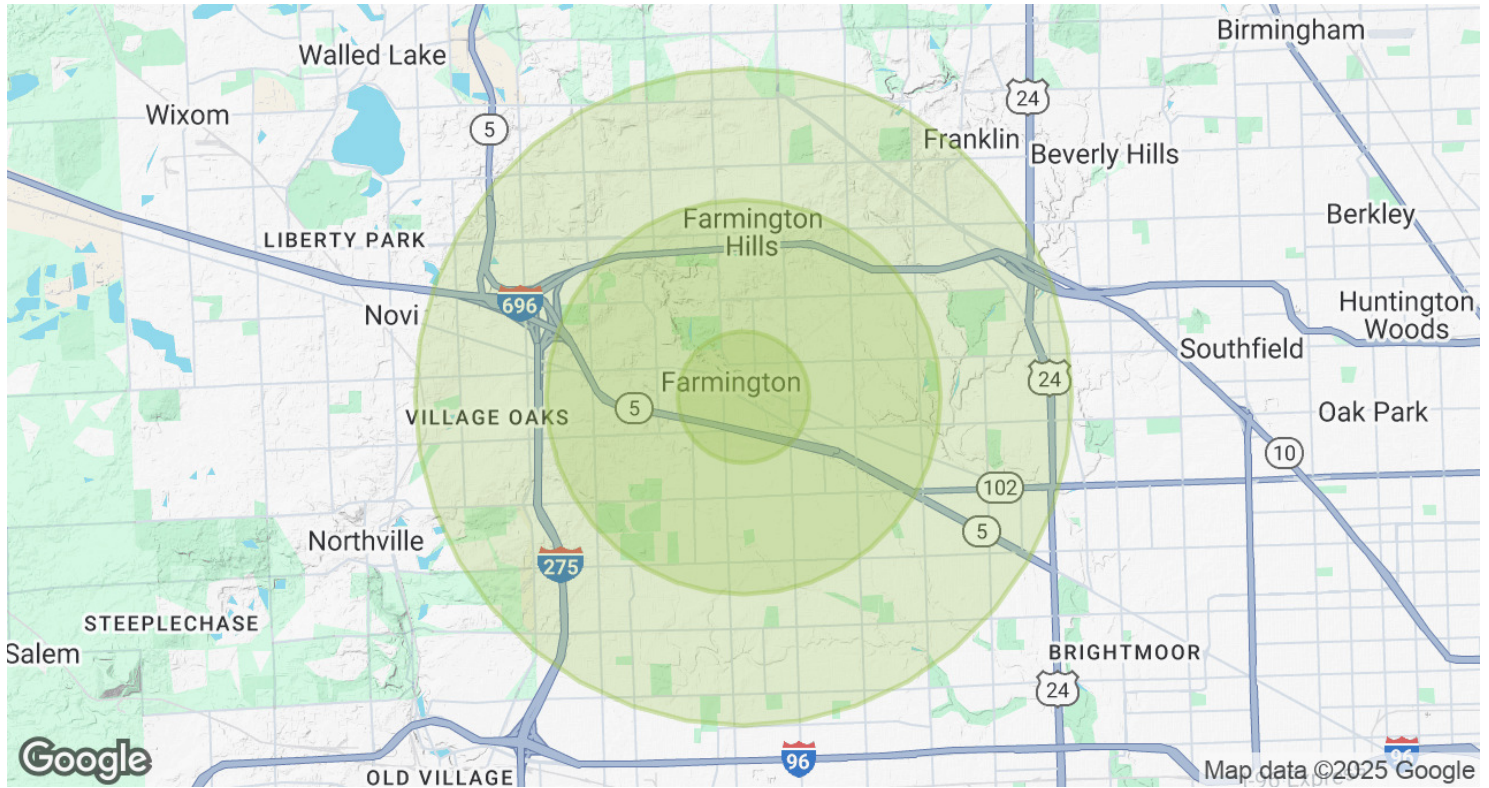 Birmingham
Walled Lake
24
Wixom
5
Franklin
Beverly Hills
Berkley
Farmington
Hills
LIBERTY PARK
696
Novi
Huntington
Woods
Southfield
24
Farmington
5
VILLAGE OAKS
Oak Park
10
102
5
Northville
275
STEEPLECHASE
Salem
BRIGHTMOOR
24
96
96
Google
OLD VILLAGE
Map data ©2025 Google
I-96 Express